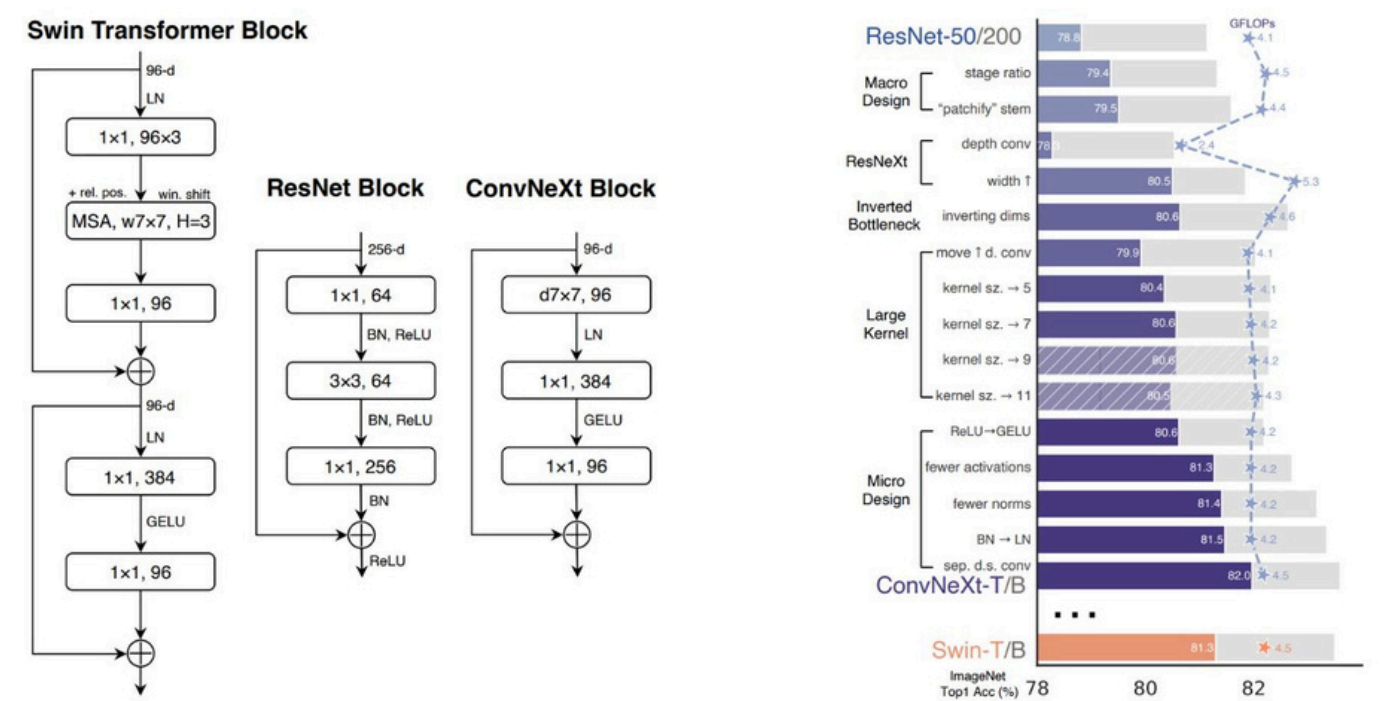 Swin Transformer Block
96-d
LN
1×1, 96×3
+ rel. pos.
win. shift
MSA, w7×7, H=3
1×1, 96
96-d
LN
1×1, 384
GELU
1×1, 96
ResNet Block
256-d
1×1, 64
BN, ReLU
3×3, 64
BN, ReLU
1×1, 256
BN
ReLU
ConvNeXt Block
96-d
d7×7, 96
LN
1×1, 384
GELU
1×1, 96
GFLOPs
ResNet-50/200 78.8 4.1
Macro Design
stage ratio 79.4 4.5
"patchify" stem 79.5 4.4
ResNeXt
depth conv 78. 2.4
width ↑ 80.5 5.3
Inverted Bottleneck
inverting dims 80.6 4.6
Large Kernel
move ↑ d. conv 79.9 4.1
kernel sz. → 5 80.4 4.1
kernel sz. → 7 80.6 4.2
kernel sz. → 9 80.6 4.2
kernel sz. → 11 80.5 4.3
Micro Design
ReLU→GELU 80.6 4.2
fewer activations 81.3 4.2
fewer norms 81.4 4.2
BN → LN 81.5 4.2
sep. d.s. conv
ConvNeXt-T/B 82.0 4.5
...
Swin-T/B 81.3 4.5
ImageNet
Top1 Acc (%) 78 80 82